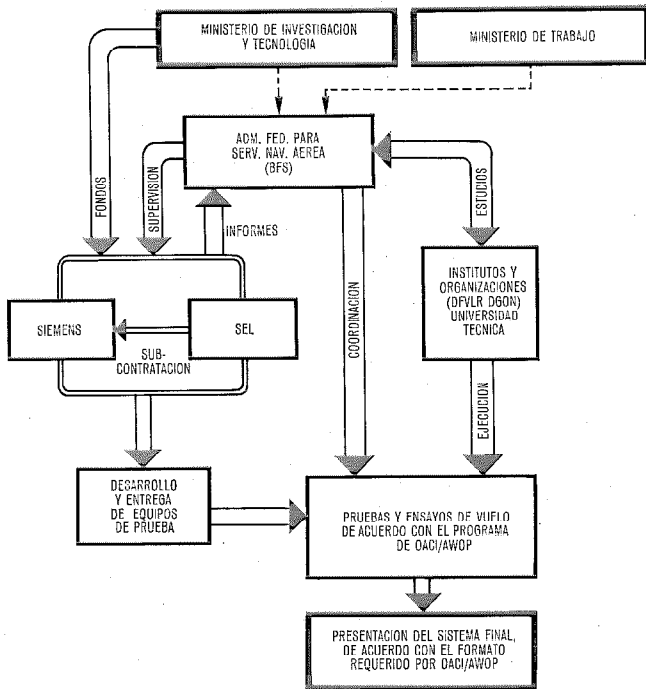 MINISTERIO DE INVESTIGACION
Y TECNOLOGIA
MINISTERIO DE TRABAJO
ADM. FED. PARA
SERV. NAV. AEREA
(BFS)
FONDOS
SUPERVISION
INFORMES
ESTUDIOS
COORDINACION
INSTITUTOS Y
ORGANIZACIONES
(DFVLR DGON)
UNIVERSIDAD
TECNICA
SIEMENS
SEL
SUB-
CONTRATACION
EJECUCION
DESARROLLO
Y ENTREGA
DE EQUIPOS
DE PRUEBA
PRUEBAS Y ENSAYOS DE VUELO
DE ACUERDO CON EL PROGRAMA
DE OACI/AWOP
PRESENTACION DEL SISTEMA FINAL,
DE ACUERDO CON EL FORMATO
REQUERIDO POR OACI/AWOP